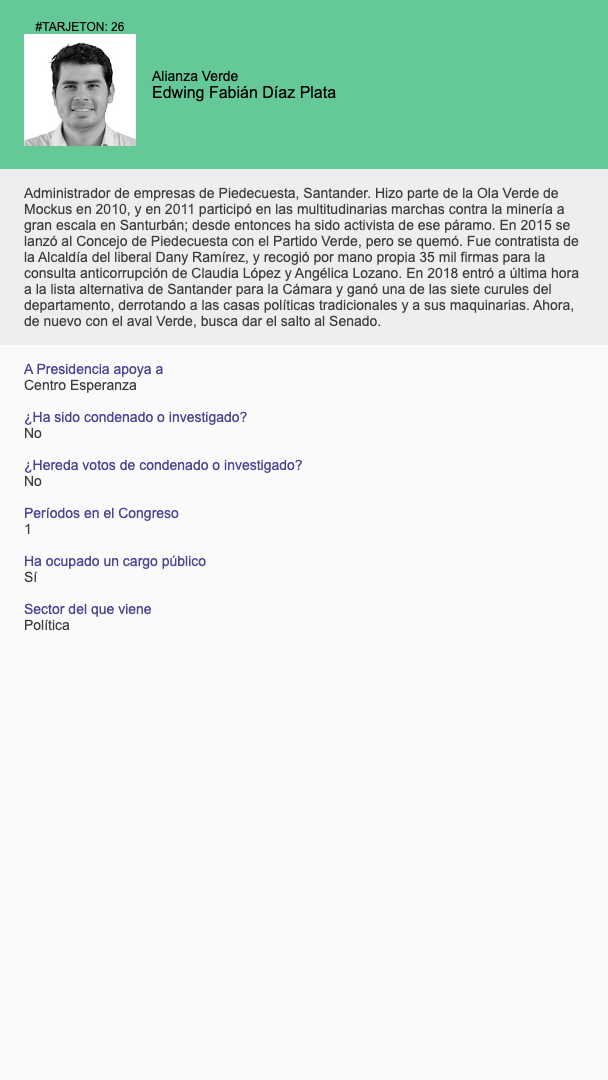 #TARJETON: 26
Alianza Verde
Edwing Fabián Díaz Plata
Administrador de empresas de Piedecuesta, Santander. Hizo parte de la Ola Verde de
Mockus en 2010, y en 2011 participó en las multitudinarias marchas contra la minería a
gran escala en Santurbán; desde entonces ha sido activista de ese páramo. En 2015 se
lanzó al Concejo de Piedecuesta con el Partido Verde, pero se quemó. Fue contratista de
la Alcaldía del liberal Dany Ramírez, y recogió por mano propia 35 mil firmas para la
consulta anticorrupción de Claudia López y Angélica Lozano. En 2018 entró a última hora
a la lista alternativa de Santander para la Cámara y ganó una de las siete curules del
departamento, derrotando a las casas políticas tradicionales y a sus maquinarias. Ahora,
de nuevo con el aval Verde, busca dar el salto al Senado.
A Presidencia apoya a
Centro Esperanza
¿Ha sido condenado o investigado?
No
¿Hereda votos de condenado o investigado?
No
Períodos en el Congreso
1
Ha ocupado un cargo público
Sí
Sector del que viene
Política